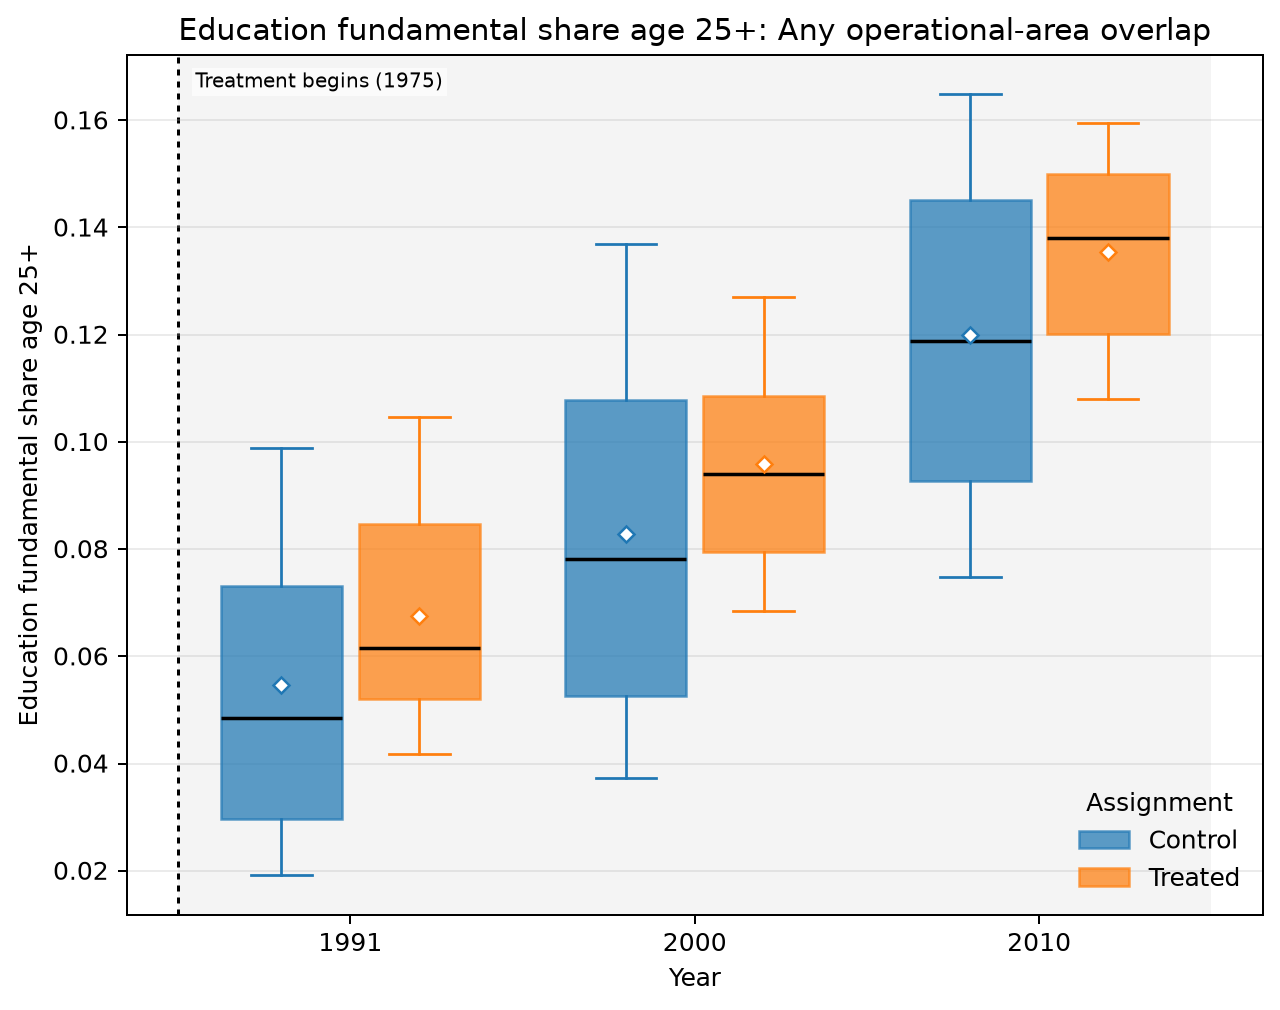 Education fundamental share age 25+: Any operational-area overlap
Treatment begins (1975)
Education fundamental share age 25+
0.16
0.14
0.12
0.10
0.08
0.06
0.04
0.02
Assignment
Control
Treated
1991
2000
2010
Year